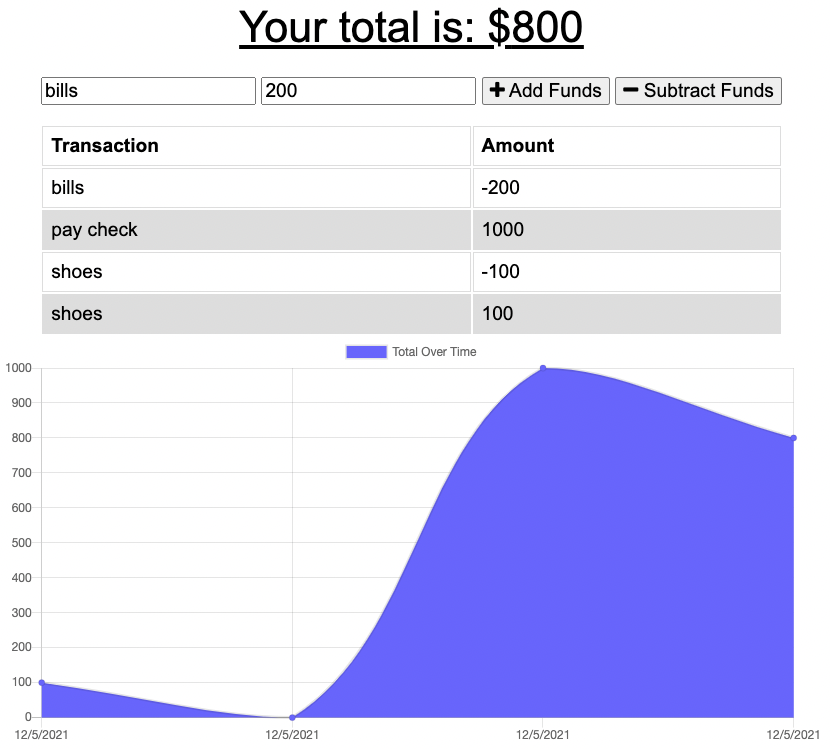 Your total is: $800
bills 200 Add Funds Subtract Funds
Transaction Amount
bills -200
pay check 1000
shoes -100
shoes 100
Total Over Time
1000
900
800
700
600
500
400
300
200
100
0
12/5/2021 12/5/2021 12/5/2021 12/5/2021